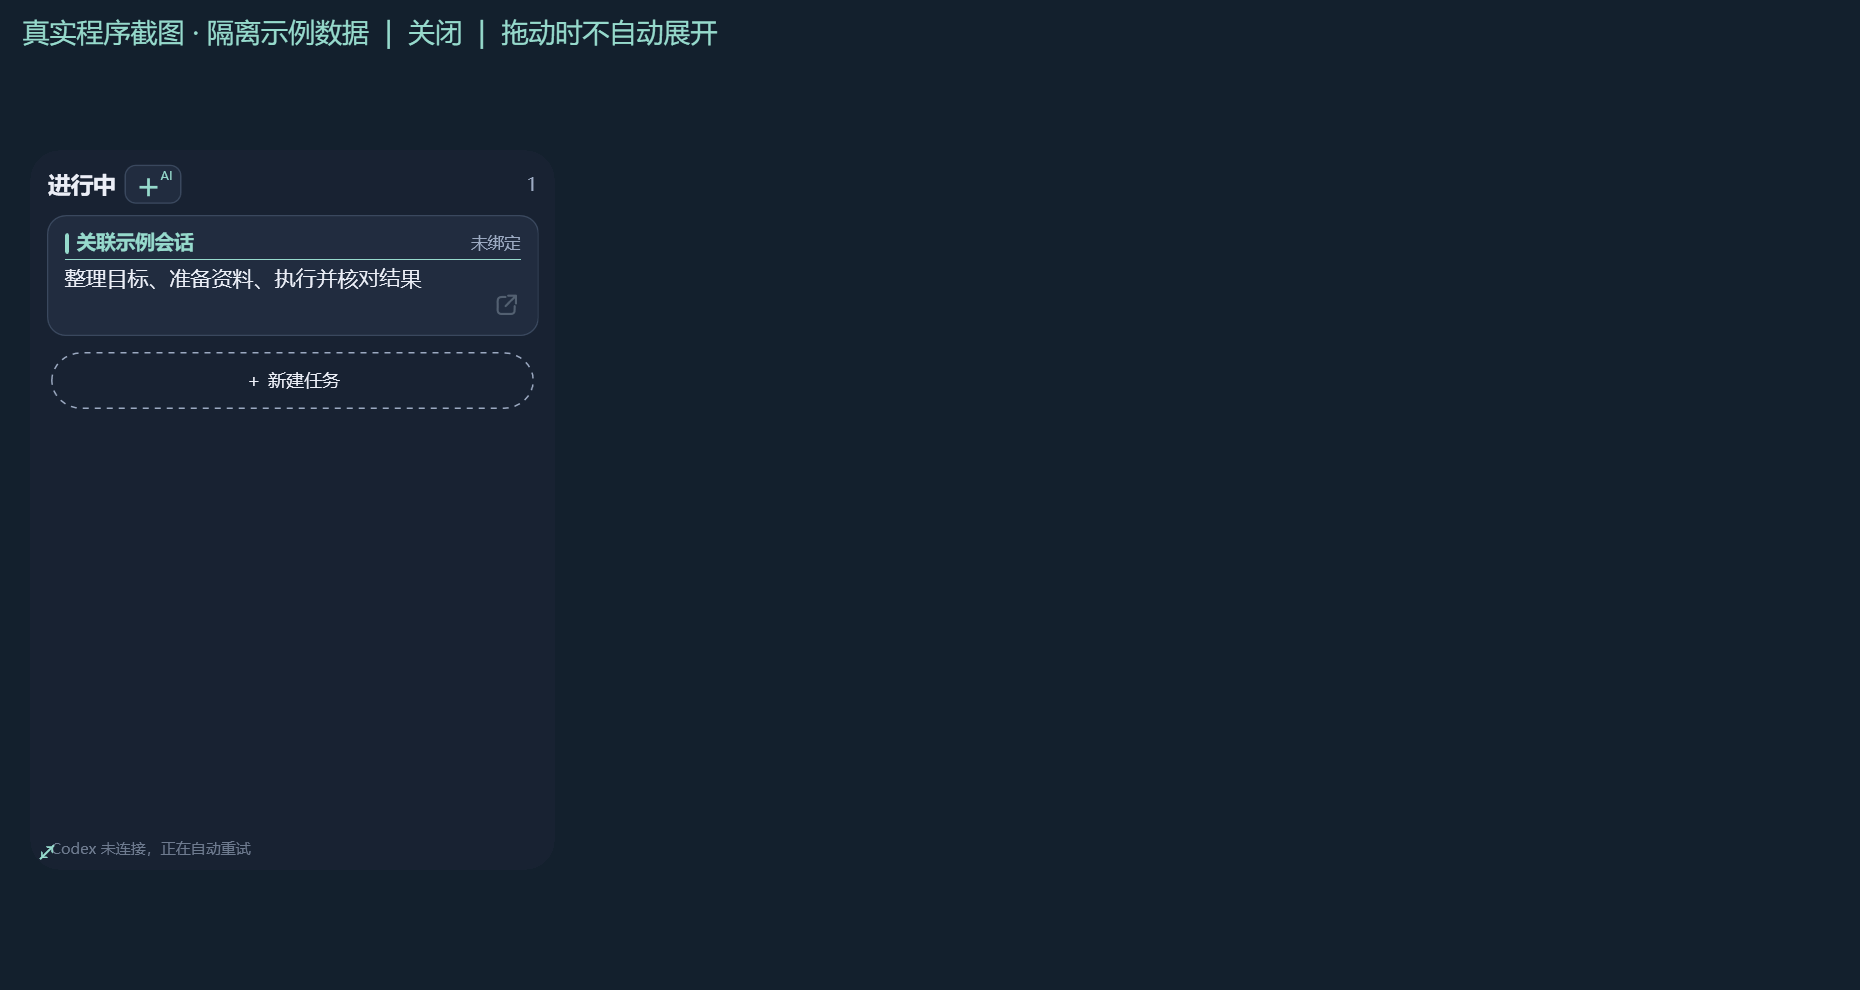 真实程序截图 · 隔离示例数据 | 关闭 | 拖动时不自动展开
进行中 + AI 1
关联示例会话 未绑定
整理目标、准备资料、执行并核对结果
+ 新建任务
Codex 未连接，正在自动重试